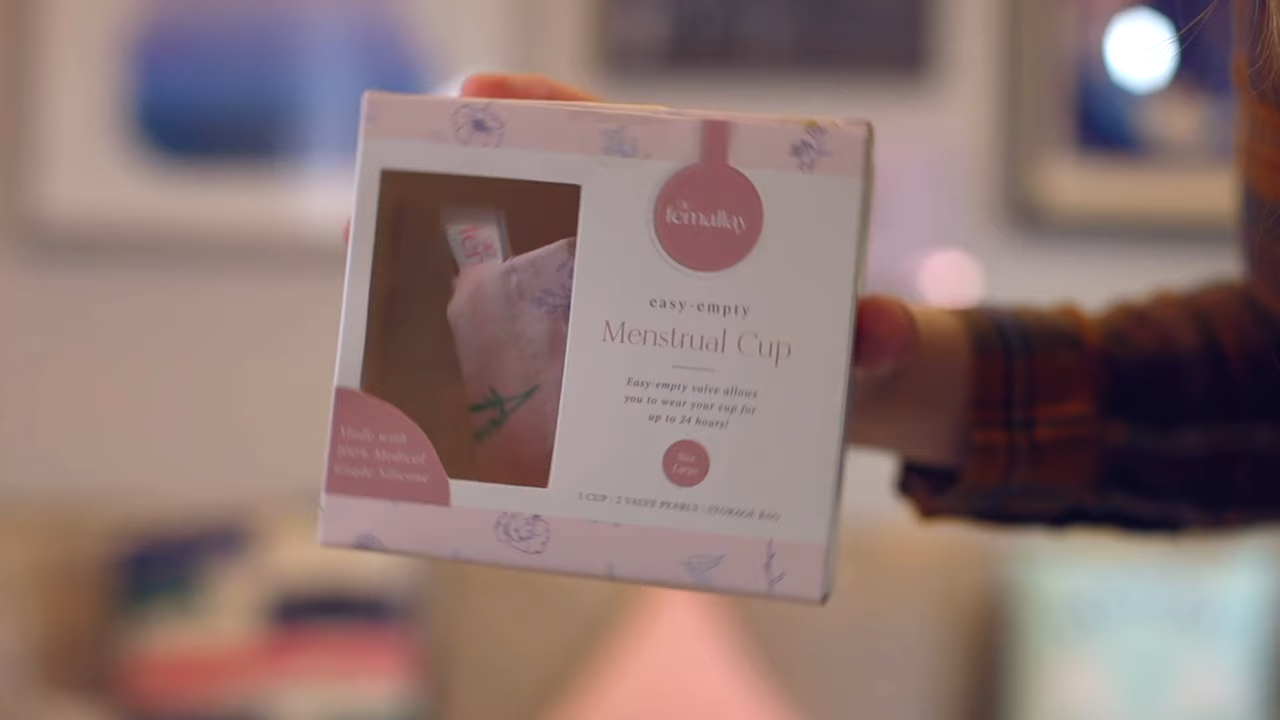 femallay
easy-empty
Menstrual Cup
Easy-empty valve allows
you to wear your cup for
up to 24 hours!
Size
Large
Made with
100% Medical
Grade Silicone
1 CUP | 2 VALVE PEARLS | STORAGE BAG